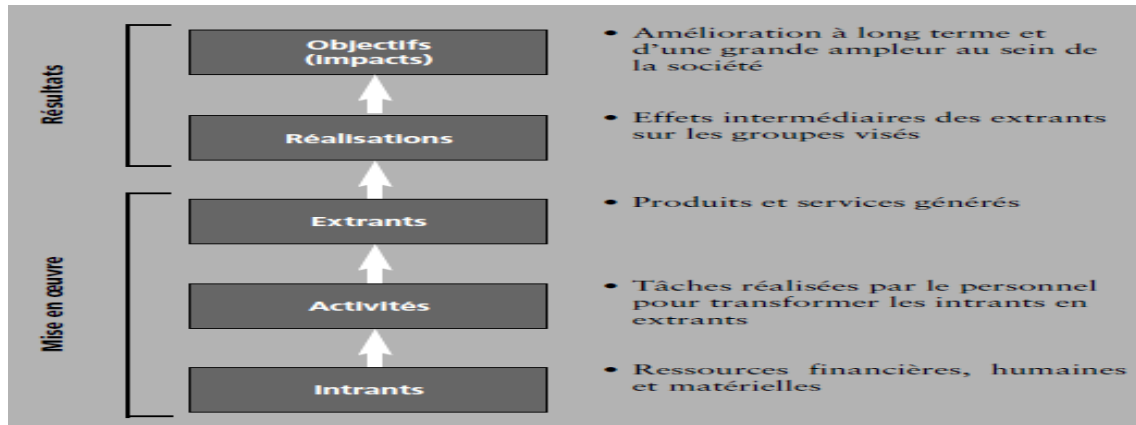 Résultats
Objectifs
(Impacts)
• Amélioration à long terme et
d'une grande ampleur au sein de
la société
Réalisations
• Effets intermédiaires des extrants
sur les groupes visés
Mise en œuvre
Extrants
• Produits et services générés
Activités
• Tâches réalisées par le personnel
pour transformer les intrants en
extrants
Intrants
• Ressources financières, humaines
et matérielles